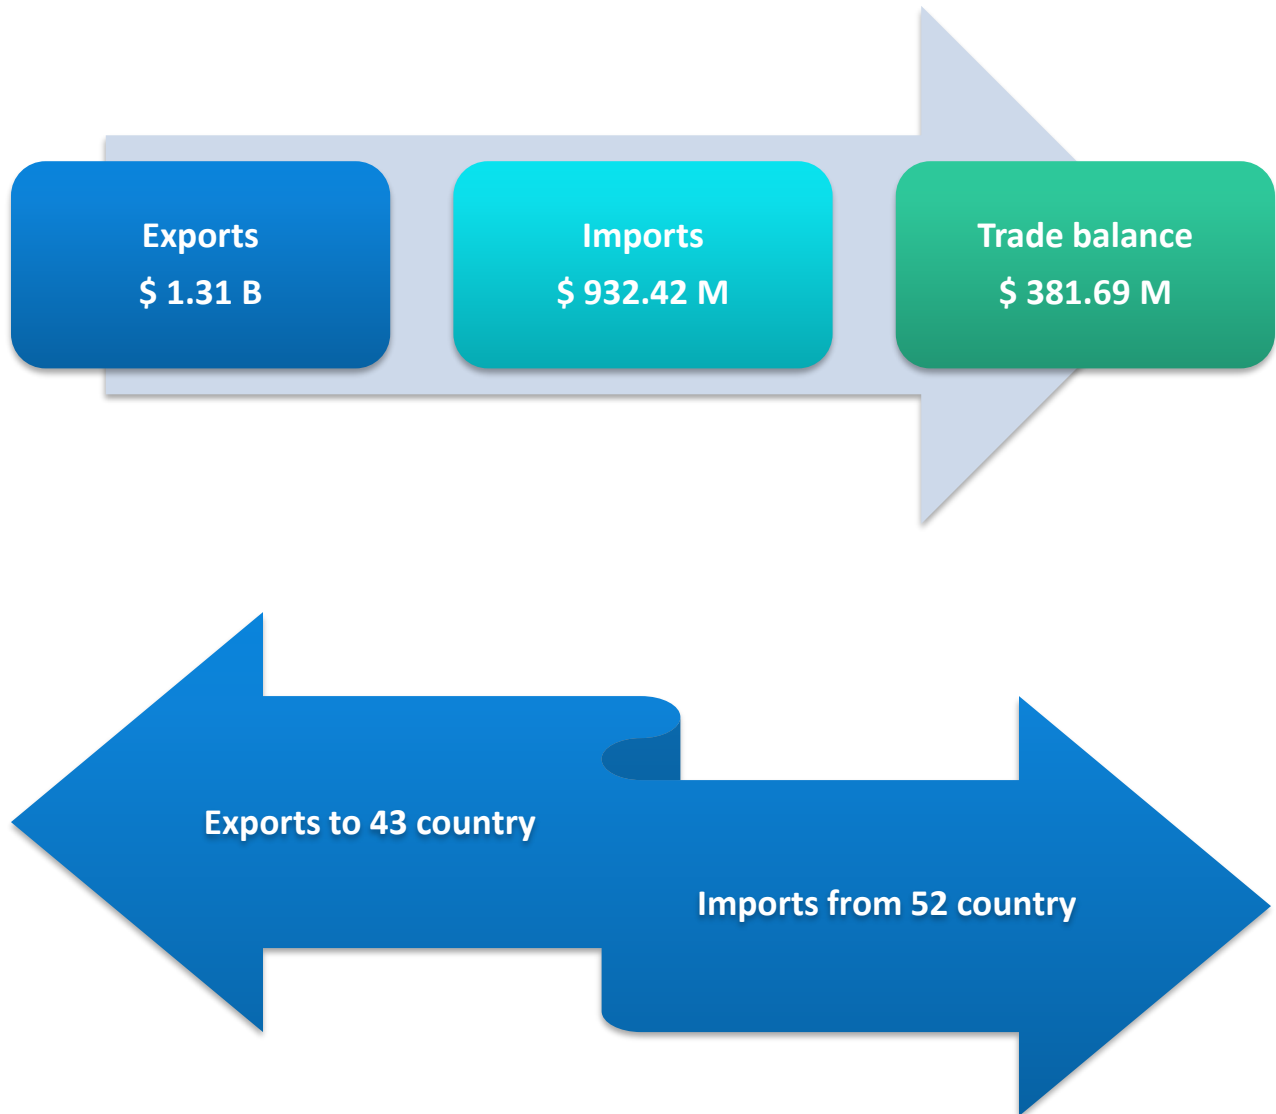 Exports
$ 1.31 B
Imports
$ 932.42 M
Trade balance
$ 381.69 M
Exports to 43 country
Imports from 52 country